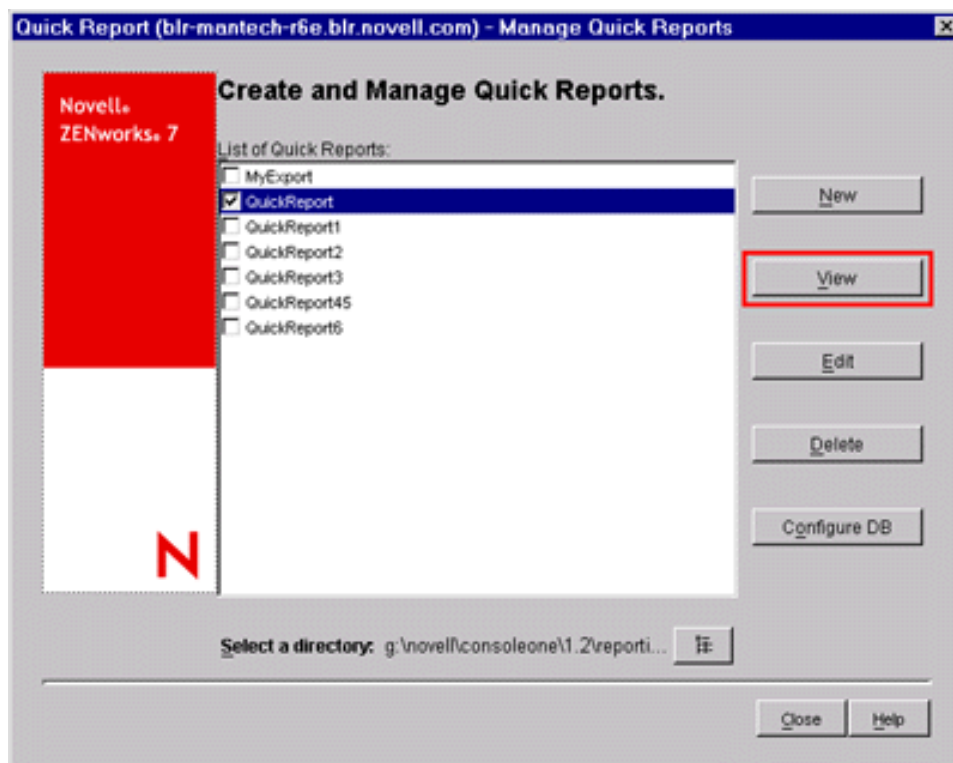 Quick Report (blr-mantech-r6e.blr.novell.com) - Manage Quick Reports
Novell®
ZENworks® 7
Create and Manage Quick Reports.
List of Quick Reports:
MyExport
QuickReport
QuickReport1
QuickReport2
QuickReport3
QuickReport45
QuickReport6
New
View
Edit
Delete
Configure DB
N
Select a directory: g:\novell\consoleone\1.2\reporti...
Close
Help